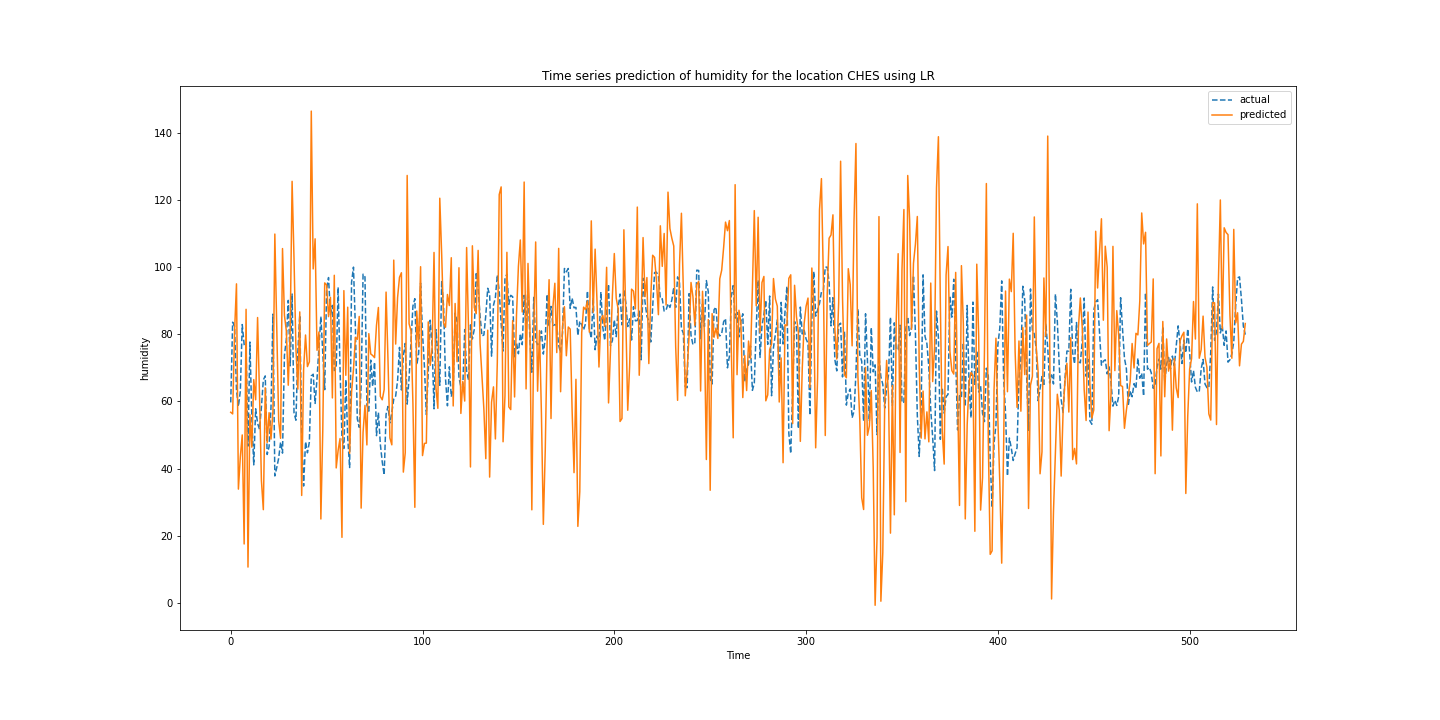 Time series prediction of humidity for the location CHES using LR
actual
predicted
humidity
140
120
100
80
60
40
20
0
0 100 200 300 400 500
Time